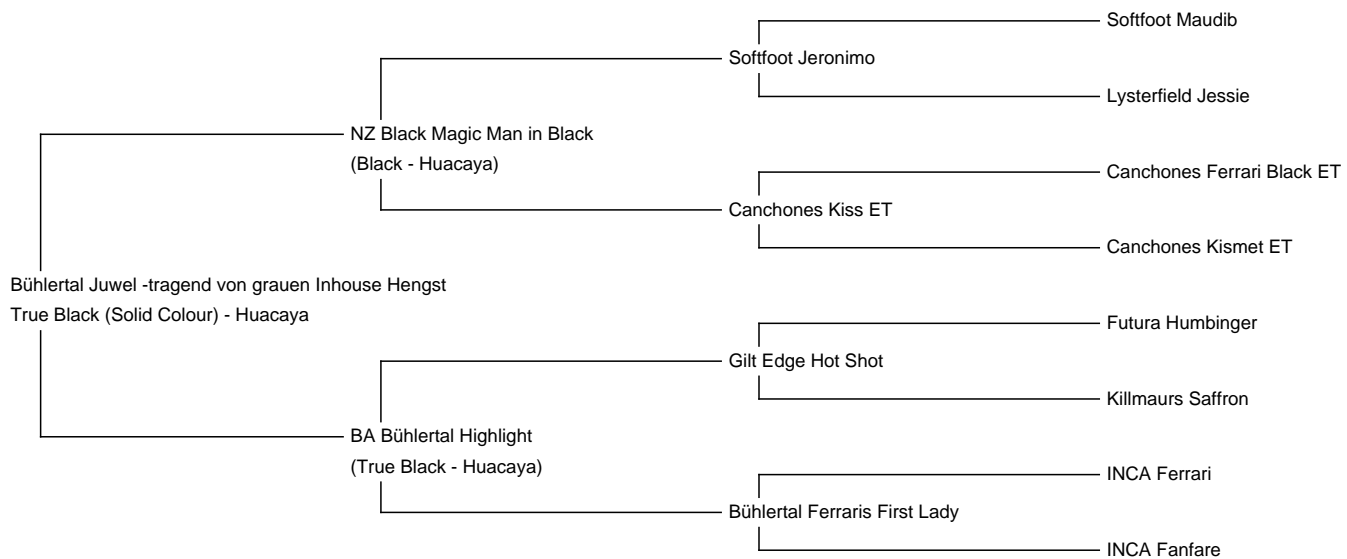 Softfoot Maudib
Softfoot Jeronimo
Lysterfield Jessie
NZ Black Magic Man in Black
(Black - Huacaya)
Canchones Ferrari Black ET
Canchones Kiss ET
Canchones Kismet ET
Bühlertal Juwel -tragend von grauen Inhouse Hengst
True Black (Solid Colour) - Huacaya
Futura Humbinger
Gilt Edge Hot Shot
Killmaurs Saffron
BA Bühlertal Highlight
(True Black - Huacaya)
INCA Ferrari
Bühlertal Ferraris First Lady
INCA Fanfare